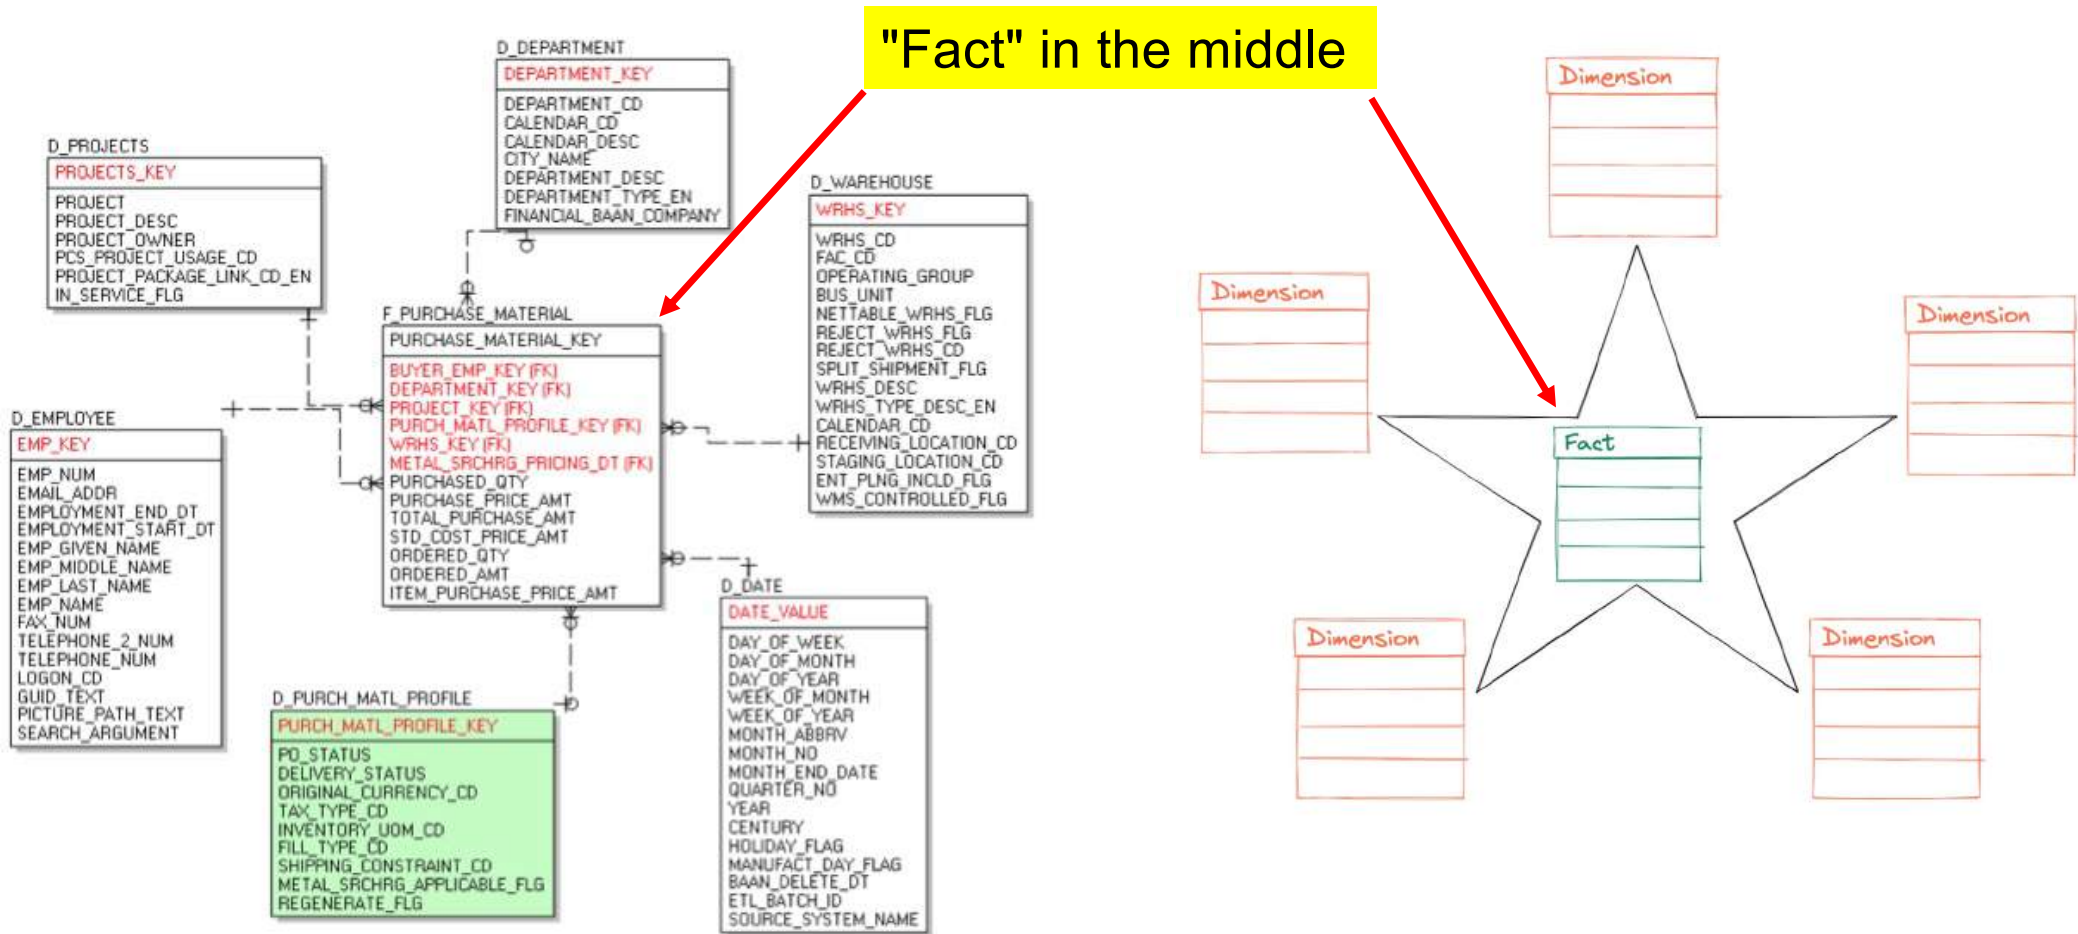 "Fact" in the middle
D_DEPARTMENT
DEPARTMENT_KEY
DEPARTMENT_CD
CALENDAR_CD
CALENDAR_DESC
CITY_NAME
DEPARTMENT_DESC
DEPARTMENT_TYPE_EN
FINANCIAL_BAAN_COMPANY
D_PROJECTS
PROJECTS_KEY
PROJECT
PROJECT_DESC
PROJECT_OWNER
PCS_PROJECT_USAGE_CD
PROJECT_PACKAGE_LINK_CD_EN
IN_SERVICE_FLG
D_WAREHOUSE
WRHS_KEY
WRHS_CD
FAC_CD
OPERATING_GROUP
BUS_UNIT
NETTABLE_WRHS_FLG
REJECT_WRHS_FLG
REJECT_WRHS_CD
SPLIT_SHIPMENT_FLG
WRHS_DESC
WRHS_TYPE_DESC_EN
CALENDAR_CD
RECEIVING_LOCATION_CD
STAGING_LOCATION_CD
ENT_PLNG_INCLD_FLG
WMS_CONTROLLED_FLG
F_PURCHASE_MATERIAL
PURCHASE_MATERIAL_KEY
BUYER_EMP_KEY (FK)
DEPARTMENT_KEY (FK)
PROJECT_KEY (FK)
PURCH_MATL_PROFILE_KEY (FK)
WRHS_KEY (FK)
METAL_SRCHRG_PRICING_DT (FK)
PURCHASED_QTY
PURCHASE_PRICE_AMT
TOTAL_PURCHASE_AMT
STD_COST_PRICE_AMT
ORDERED_QTY
ORDERED_AMT
ITEM_PURCHASE_PRICE_AMT
D_EMPLOYEE
EMP_KEY
EMP_NUM
EMAIL_ADDR
EMPLOYMENT_END_DT
EMPLOYMENT_START_DT
EMP_GIVEN_NAME
EMP_MIDDLE_NAME
EMP_LAST_NAME
EMP_NAME
FAX_NUM
TELEPHONE_2_NUM
TELEPHONE_NUM
LOGON_CD
GUID_TEXT
PICTURE_PATH_TEXT
SEARCH_ARGUMENT
D_PURCH_MATL_PROFILE
PURCH_MATL_PROFILE_KEY
PO_STATUS
DELIVERY_STATUS
ORIGINAL_CURRENCY_CD
TAX_TYPE_CD
INVENTORY_UOM_CD
FILL_TYPE_CD
SHIPPING_CONSTRAINT_CD
METAL_SRCHRG_APPLICABLE_FLG
REGENERATE_FLG
D_DATE
DATE_VALUE
DAY_OF_WEEK
DAY_OF_MONTH
DAY_OF_YEAR
WEEK_OF_MONTH
WEEK_OF_YEAR
MONTH_ABBRV
MONTH_NO
MONTH_END_DATE
QUARTER_NO
YEAR
CENTURY
HOLIDAY_FLAG
MANUFACT_DAY_FLAG
BAAN_DELETE_DT
ETL_BATCH_ID
SOURCE_SYSTEM_NAME
Dimension
Dimension
Dimension
Fact
Dimension
Dimension